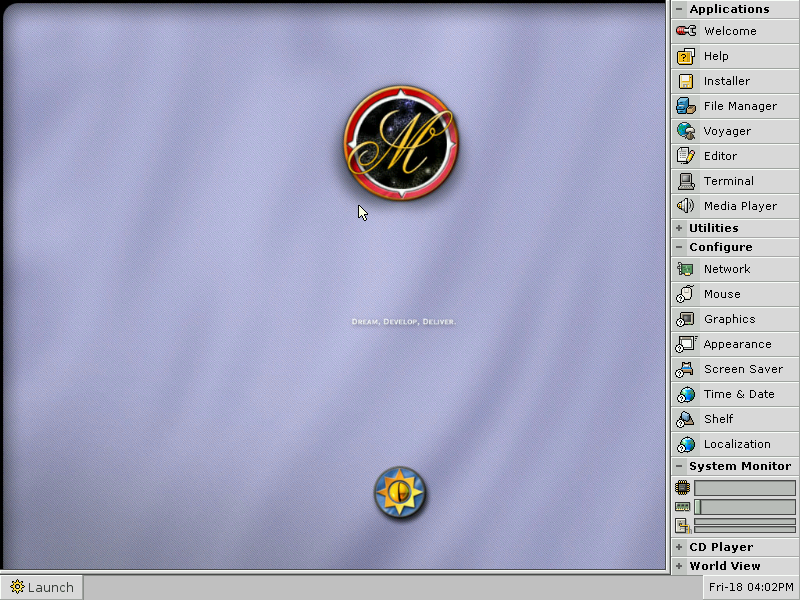 M
Dream, Develop, Deliver.
Applications
Welcome
Help
Installer
File Manager
Voyager
Editor
Terminal
Media Player
Utilities
Configure
Network
Mouse
Graphics
Appearance
Screen Saver
Time & Date
Shelf
Localization
System Monitor
CD Player
World View
Launch
Fri-18 04:02PM